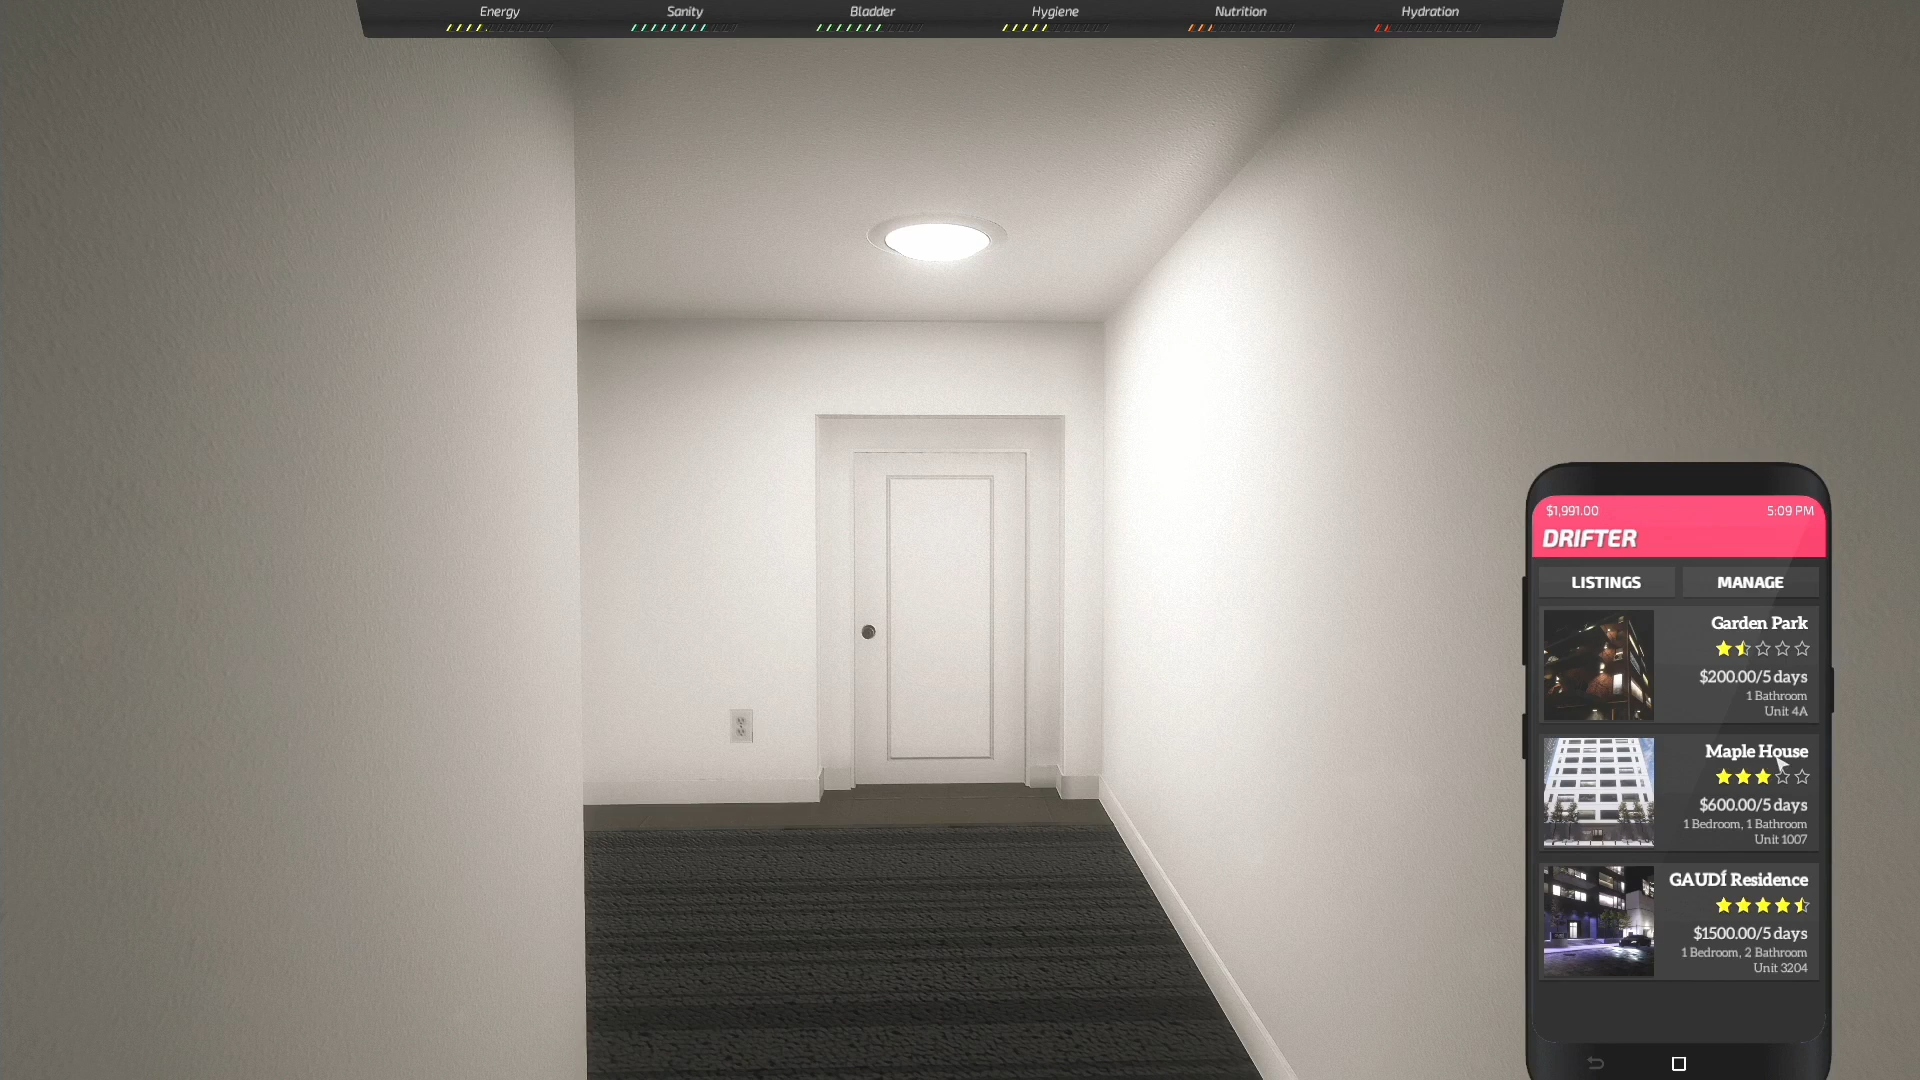 Energy
Sanity
Bladder
Hygiene
Nutrition
Hydration
$1,991.00
5:09 PM
DRIFTER
LISTINGS
MANAGE
Garden Park
$200.00/5 days
1 Bathroom
Unit 4A
Maple House
$600.00/5 days
1 Bedroom, 1 Bathroom
Unit 1007
GAUDÍ Residence
$1500.00/5 days
1 Bedroom, 2 Bathroom
Unit 3204